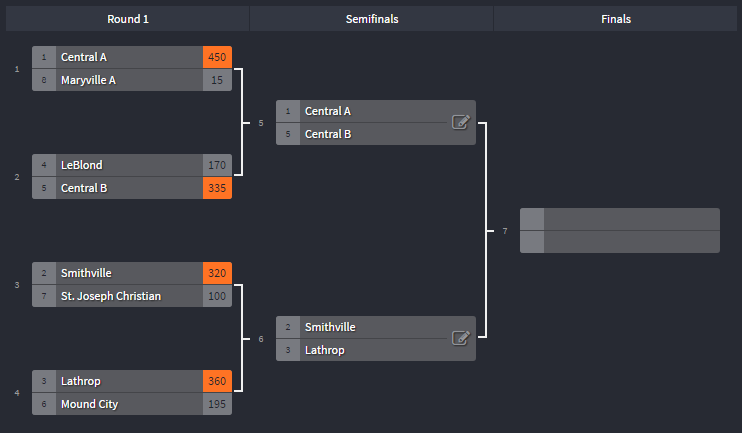 Round 1 Semifinals Finals
1
1 Central A 450
8 Maryville A 15
2
4 LeBlond 170
5 Central B 335
3
2 Smithville 320
7 St. Joseph Christian 100
4
3 Lathrop 360
6 Mound City 195
5
1 Central A
5 Central B
6
2 Smithville
3 Lathrop
7